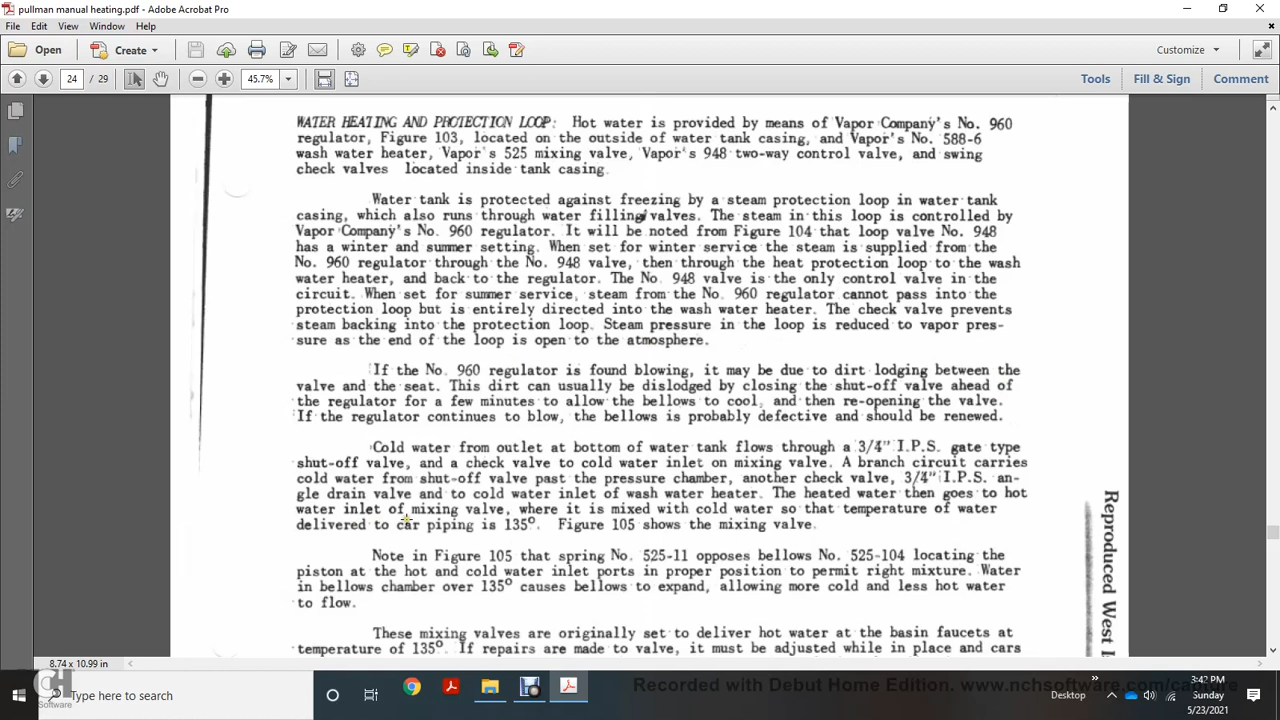 pullman manual heating.pdf - Adobe Acrobat Pro
File Edit View Window Help
Open Create Customize
24 / 29 45.7% Tools Fill & Sign Comment
WATER HEATING AND PROTECTION LOOP: Hot water is provided by means of Vapor Company's No. 960
regulator, Figure 103, located on the outside of water tank casing, and Vapor's No. 588-6
wash water heater, Vapor's 525 mixing valve, Vapor's 948 two-way control valve, and swing
check valves located inside tank casing.
Water tank is protected against freezing by a steam protection loop in water tank
casing, which also runs through water filling valves. The steam in this loop is controlled by
Vapor Company's No. 960 regulator. It will be noted from Figure 104 that loop valve No. 948
has a winter and summer setting. When set for winter service the steam is supplied from the
No. 960 regulator through the No. 948 valve, then through the heat protection loop to the wash
water heater, and back to the regulator. The No. 948 valve is the only control valve in the
circuit. When set for summer service, steam from the No. 960 regulator cannot pass into the
protection loop but is entirely directed into the wash water heater. The check valve prevents
steam backing into the protection loop. Steam pressure in the loop is reduced to vapor pres-
sure as the end of the loop is open to the atmosphere.
If the No. 960 regulator is found blowing, it may be due to dirt lodging between the
valve and the seat. This dirt can usually be dislodged by closing the shut-off valve ahead of
the regulator for a few minutes to allow the bellows to cool, and then re-opening the valve.
If the regulator continues to blow, the bellows is probably defective and should be renewed.
Cold water from outlet at bottom of water tank flows through a 3/4" I.P.S. gate type
shut-off valve, and a check valve to cold water inlet on mixing valve. A branch circuit carries
cold water from shut-off valve past the pressure chamber, another check valve, 3/4" I.P.S. an-
gle drain valve and to cold water inlet of wash water heater. The heated water then goes to hot
water inlet of mixing valve, where it is mixed with cold water so that temperature of water
delivered to car piping is 135°. Figure 105 shows the mixing valve.
Note in Figure 105 that spring No. 525-11 opposes bellows No. 525-104 locating the
piston at the hot and cold water inlet ports in proper position to permit right mixture. Water
in bellows chamber over 135° causes bellows to expand, allowing more cold and less hot water
to flow.
These mixing valves are originally set to deliver hot water at the basin faucets at
temperature of 135°. If repairs are made to valve, it must be adjusted while in place and cars
Reproduced West
8.74 x 10.99 in
CH
Software
Type here to search
Recorded with Debut Home Edition. www.nchsoftware.com/capture
Desktop
3:42 PM
Sunday
5/23/2021